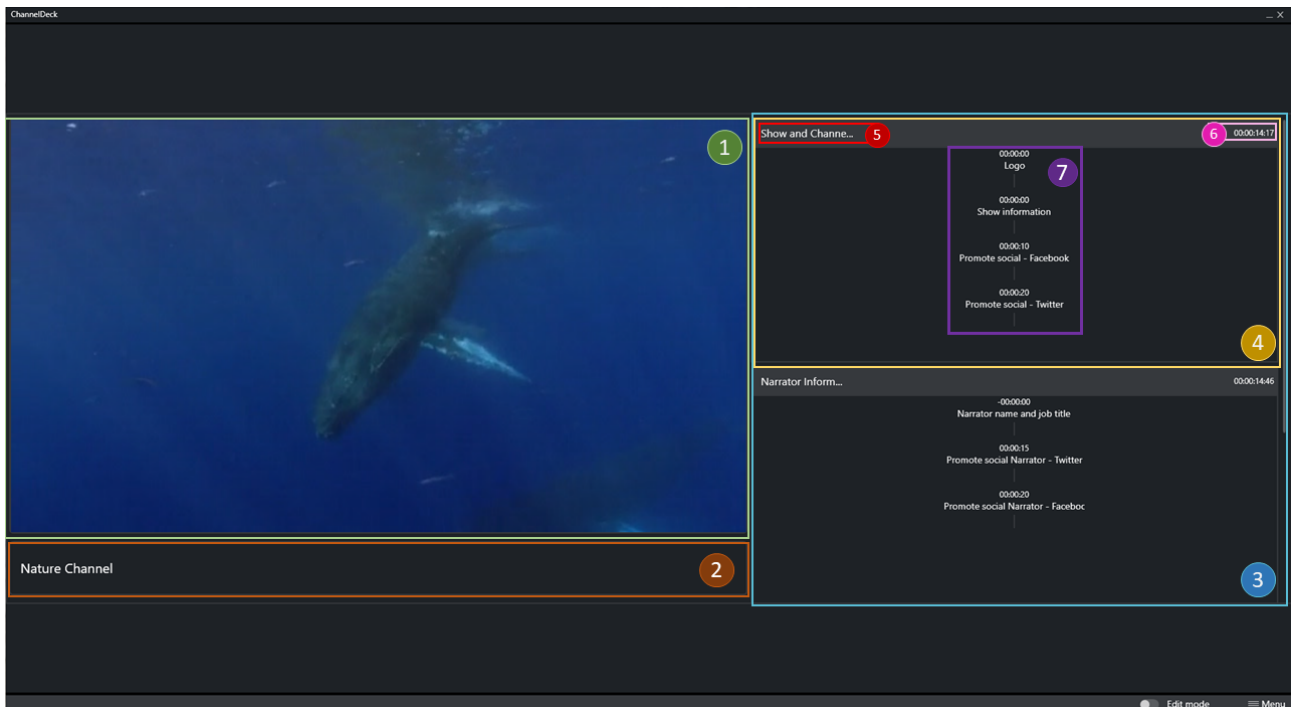 ChannelDeck
1
Show and Channe...
5
6
00:00:14:17
00:00:00
Logo
7
00:00:00
Show information
00:00:10
Promote social - Facebook
00:00:20
Promote social - Twitter
4
Narrator Inform...
00:00:14:46
-00:00:00
Narrator name and job title
00:00:15
Promote social Narrator - Twitter
00:00:20
Promote social Narrator - Faceboc
Nature Channel
2
3
Edit mode
Menu